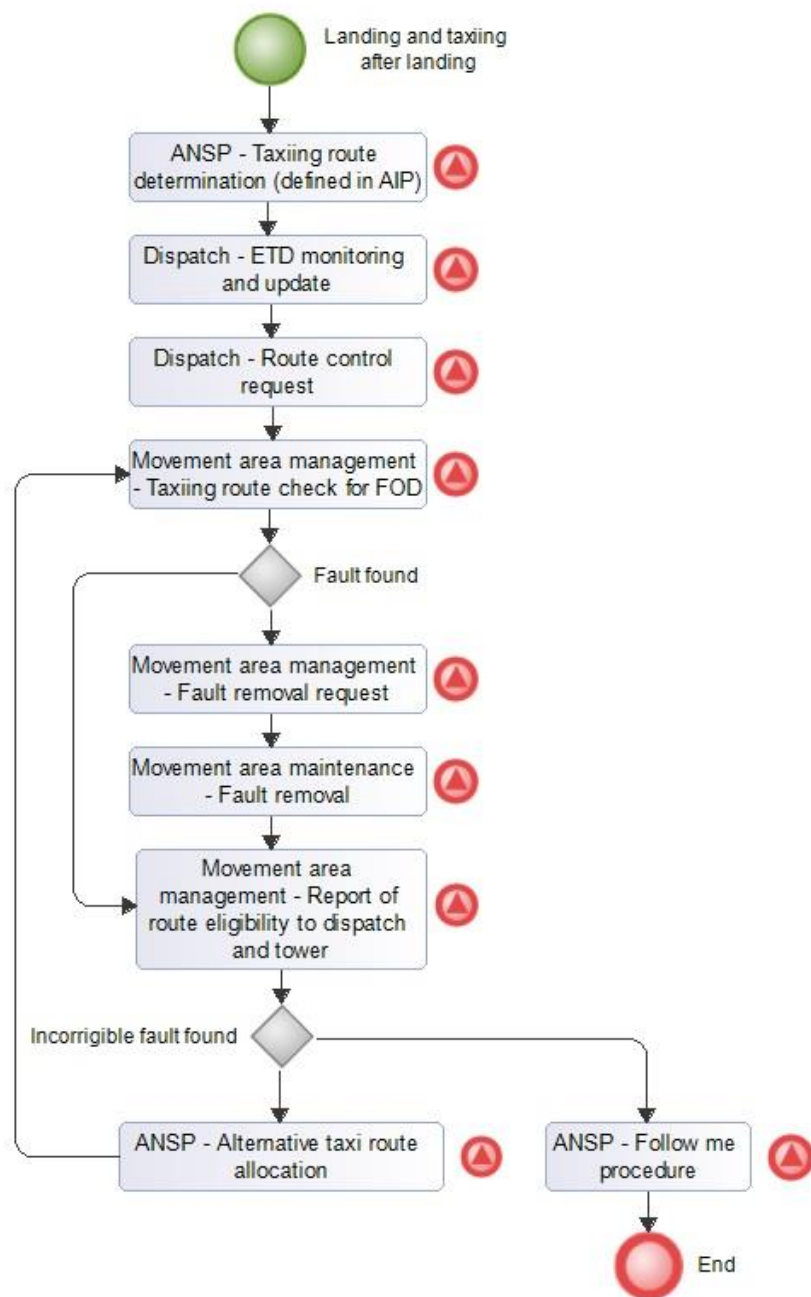 Landing and taxiing
after landing
ANSP - Taxiing route
determination (defined in AIP)
Dispatch - ETD monitoring
and update
Dispatch - Route control
request
Movement area management
- Taxiing route check for FOD
Fault found
Movement area management
- Fault removal request
Movement area maintenance
- Fault removal
Movement area
management - Report of
route eligibility to dispatch
and tower
Incorrigible fault found
ANSP - Alternative taxi route
allocation
ANSP - Follow me
procedure
End